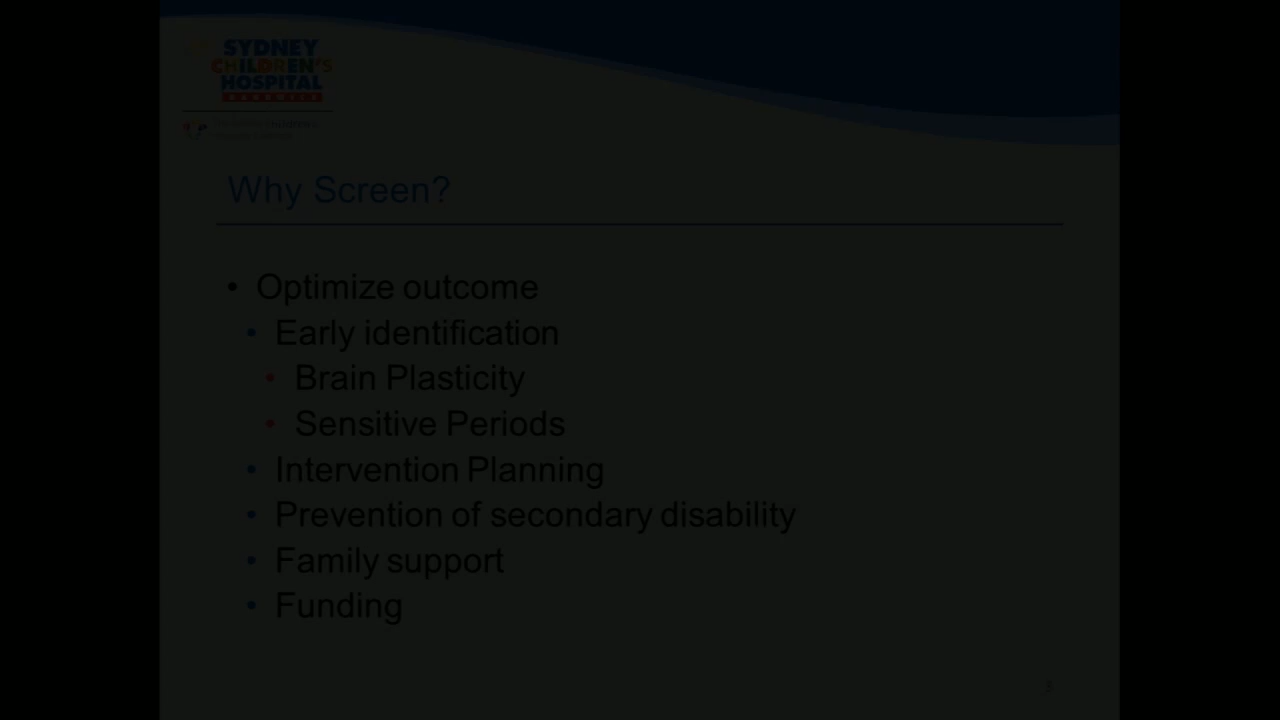 SYDNEY
CHILDREN'S
HOSPITAL
RANDWICK
Why Screen?
• Optimize outcome
• Early identification
• Brain Plasticity
• Sensitive Periods
• Intervention Planning
• Prevention of secondary disability
• Family support
• Funding